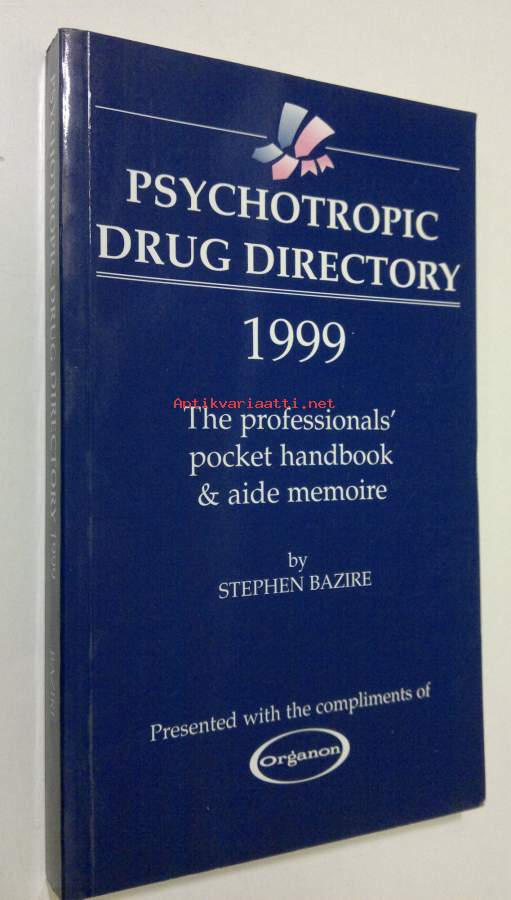 PSYCHOTROPIC DRUG DIRECTORY 1999 BAZIRE
PSYCHOTROPIC
DRUG DIRECTORY
1999
Antikvariaatti.net
The professionals'
pocket handbook
& aide memoire
by
STEPHEN BAZIRE
Presented with the compliments of
Organon